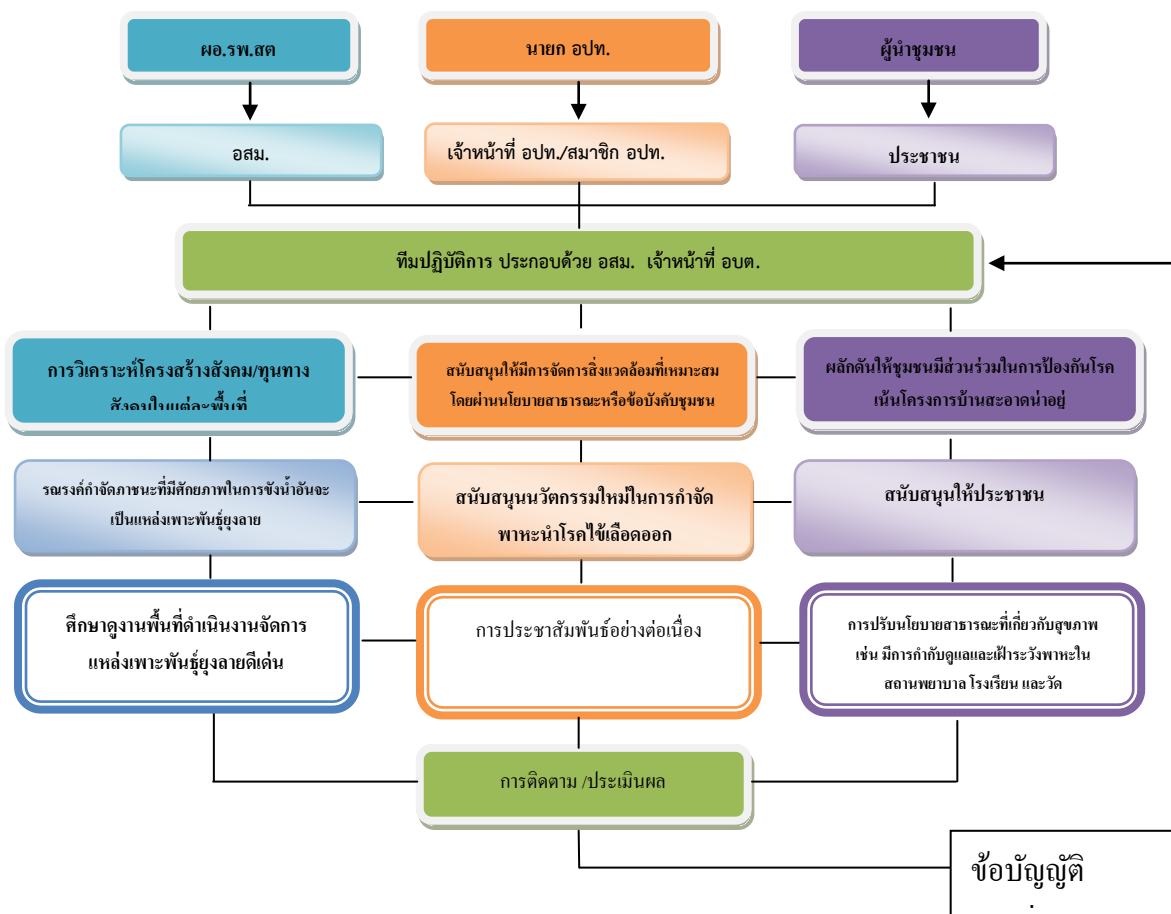 ผอ.รพ.สต
นายก อปท.
ผู้นำชุมชน
อสม.
เจ้าหน้าที่ อปท./สมาชิก อปท.
ประชาชน
ทีมปฏิบัติการ ประกอบด้วย อสม. เจ้าหน้าที่ อบต.
การวิเคราะห์โครงสร้างสังคม/ทุนทาง
สังคมในแต่ละพื้นที่
สนับสนุนให้มีการจัดการสิ่งแวดล้อมที่เหมาะสม
โดยผ่านนโยบายสาธารณะหรือข้อบังคับชุมชน
ผลักดันให้ชุมชนมีส่วนร่วมในการป้องกันโรค
เน้นโครงการบ้านสะอาดน่าอยู่
รณรงค์กำจัดภาชนะที่มีศักยภาพในการขังน้ำอันจะ
เป็นแหล่งเพาะพันธุ์ยุงลาย
สนับสนุนนวัตกรรมใหม่ในการกำจัด
พาหะนำโรคไข้เลือดออก
สนับสนุนให้ประชาชน
ศึกษาดูงานพื้นที่ดำเนินงานจัดการ
แหล่งเพาะพันธุ์ยุงลายดีเด่น
การประชาสัมพันธ์อย่างต่อเนื่อง
การปรับนโยบายสาธารณะที่เกี่ยวกับสุขภาพ
เช่น มีการกำกับดูแลและเฝ้าระวังพาหะใน
สถานพยาบาล โรงเรียน และวัด
การติดตาม /ประเมินผล
ข้อบัญญัติ